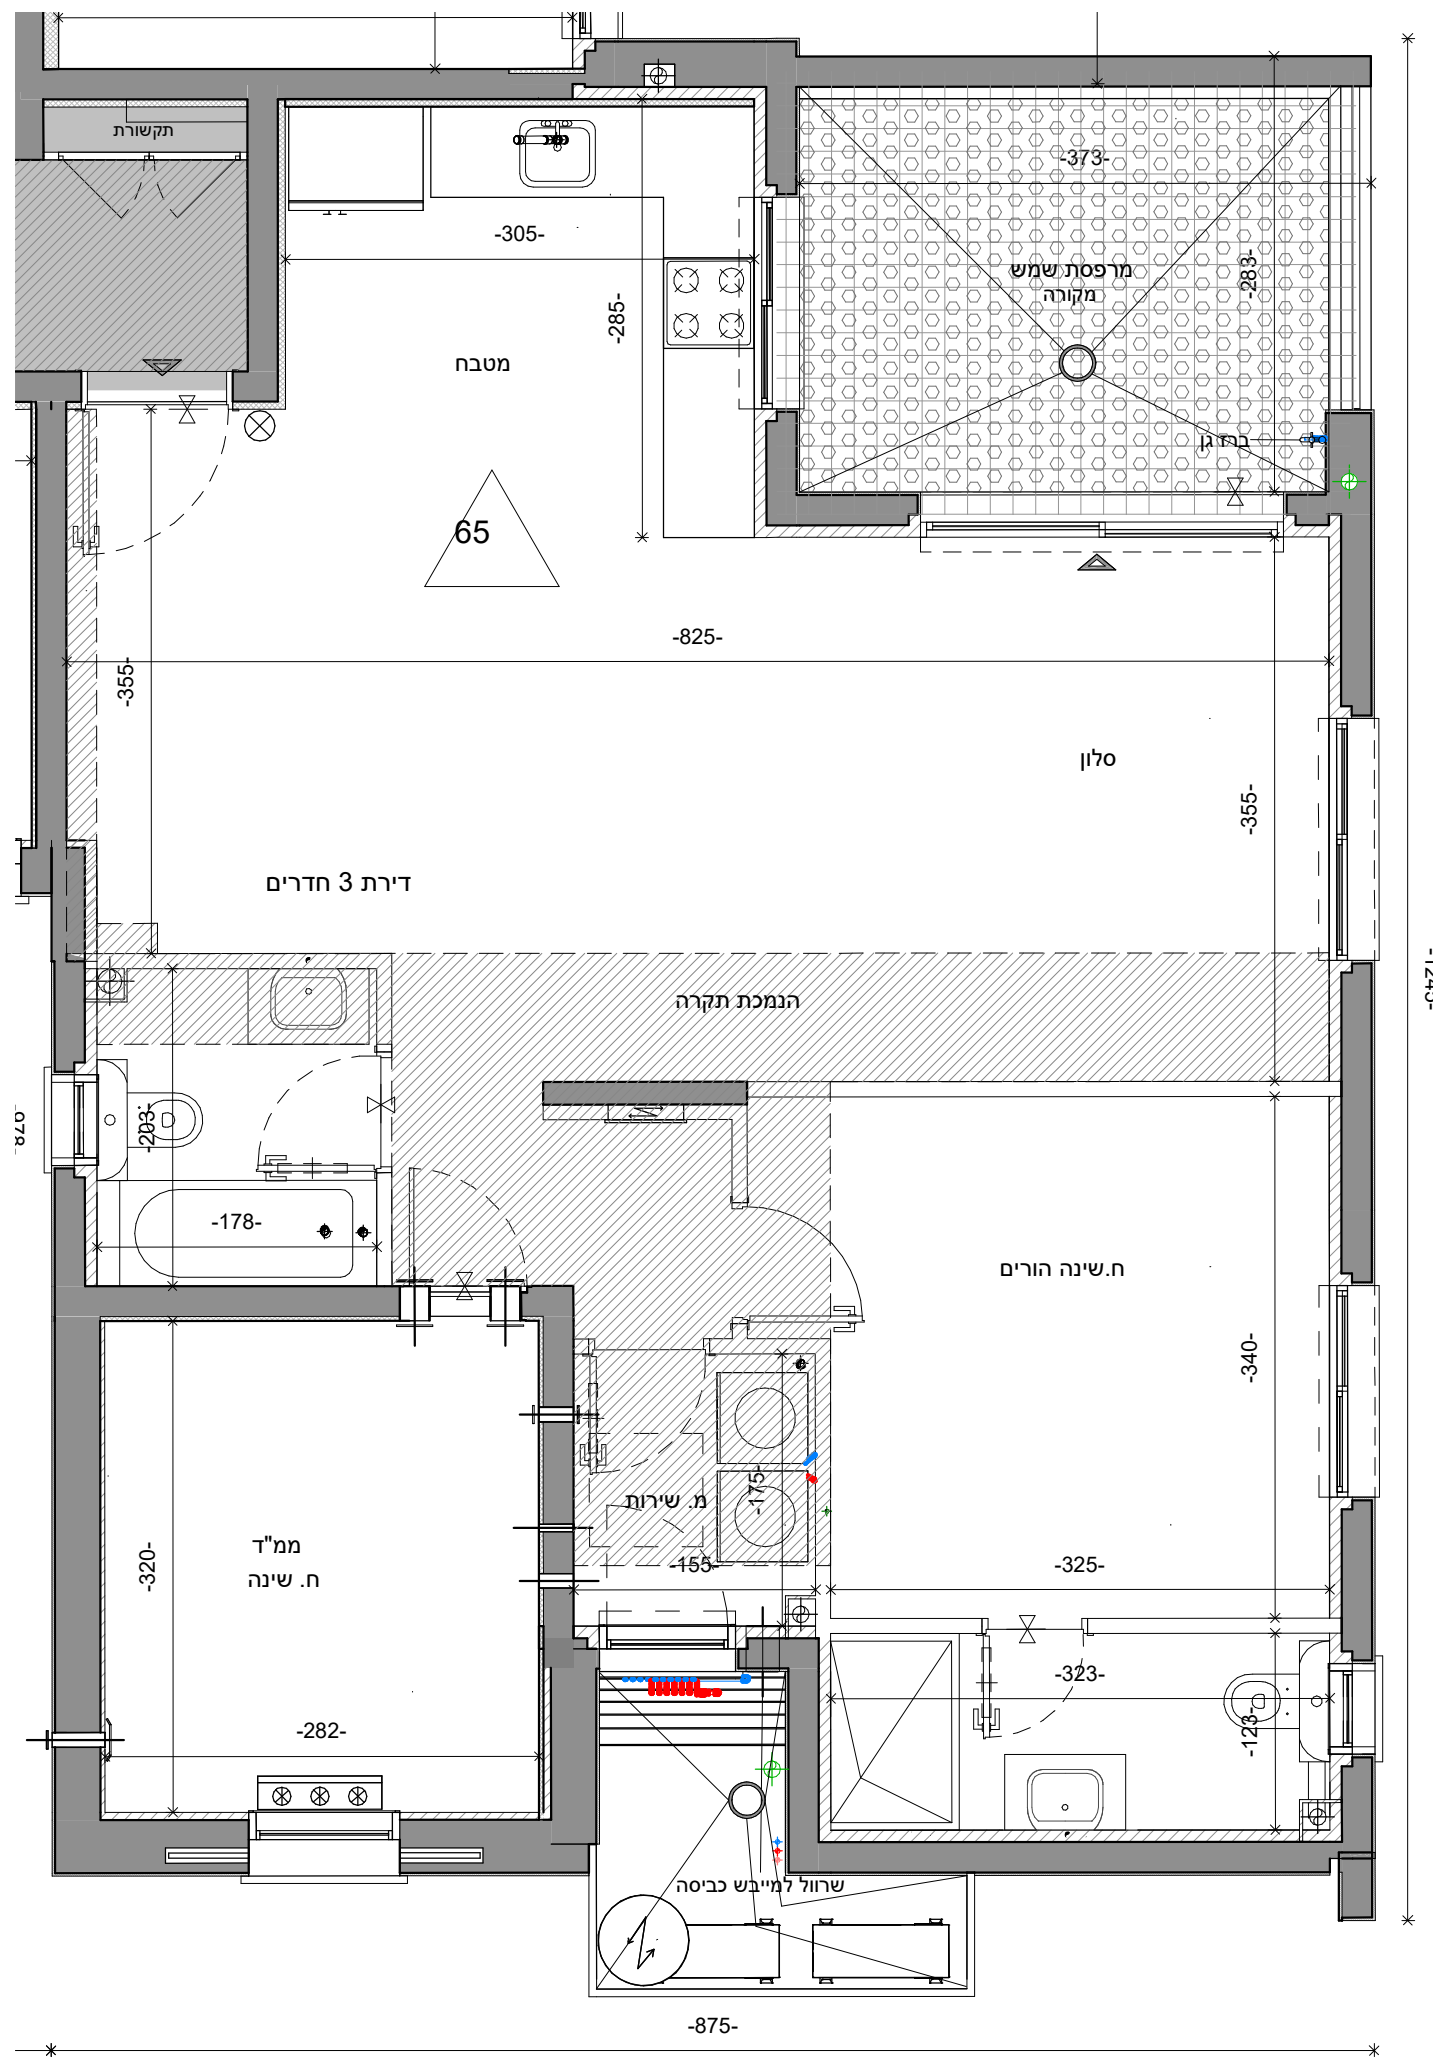 תקשורת
-373-
-305-
מרפסת שמש
מקורה
-283-
-285-
מטבח
ברז גן
65
-825-
-355-
סלון
-355-
דירת 3 חדרים
הנמכת תקרה
-1245-
-203-
-178-
ח.שינה הורים
-340-
-175-
מ. שירות
ממ"ד
ח. שינה
-320-
-155-
-325-
-323-
-123-
-282-
שרוול למייבש כביסה
-875-